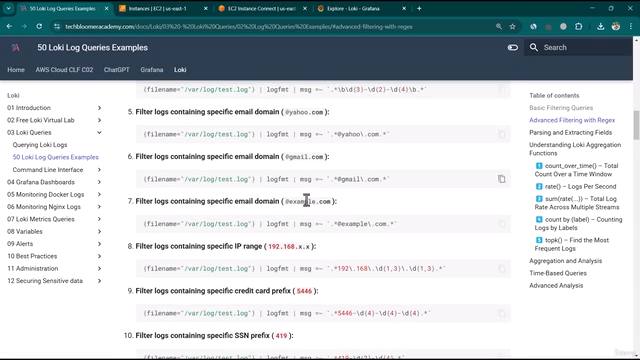 Instances | EC2 | us-east-1
EC2 Instance Connect | us-east
Explore - Loki - Grafana
techbloomeracademy.com/docs/Loki/03%20-%20Loki%20Queries/02%20Log%20Queries%20Examples/#advanced-filtering-with-regex
50 Loki Log Queries Examples
Search
Home
AWS Cloud CLF C02
ChatGPT
Grafana
Loki
Loki
01 Introduction
02 Free Loki Virtual Lab
03 Loki Queries
Querying Loki Logs
50 Loki Log Queries Examples
Command Line Interface
04 Grafana Dashboards
05 Monitoring Docker Logs
06 Monitoring Nginx Logs
07 Loki Metrics Queries
08 Variables
09 Alerts
10 Best Practices
11 Administration
12 Securing Sensitive data
{filename="/var/log/test.log"} | logfmt | msg =~ `.*\b\d{3}-\d{2}-\d{4}\b.*`
5. Filter logs containing specific email domain ( @yahoo.com ):
{filename="/var/log/test.log"} | logfmt | msg =~ `.*@yahoo\.com.*`
6. Filter logs containing specific email domain ( @gmail.com ):
{filename="/var/log/test.log"} | logfmt | msg =~ `.*@gmail\.com.*`
7. Filter logs containing specific email domain ( @example.com ):
{filename="/var/log/test.log"} | logfmt | msg =~ `.*@example\.com.*`
8. Filter logs containing specific IP range ( 192.168.x.x ):
{filename="/var/log/test.log"} | logfmt | msg =~ `.*192\.168\.\d{1,3}\.\d{1,3}.*`
9. Filter logs containing specific credit card prefix ( 5446 ):
{filename="/var/log/test.log"} | logfmt | msg =~ `.*5446-\d{4}-\d{4}-\d{4}.*`
10. Filter logs containing specific SSN prefix ( 419 ):
Table of contents
Basic Filtering Queries
Advanced Filtering with Regex
Parsing and Extracting Fields
Understanding Loki Aggregation
Functions
1 count_over_time() – Total
Count Over a Time Window
2 rate() – Logs Per Second
3 sum(rate(...)) – Total Log
Rate Across Multiple Streams
4 count by (label) – Counting
Logs by Label
5 topk() – Find the Most
Frequent Logs
Aggregation and Analysis
Time-Based Queries
Advanced Analysis